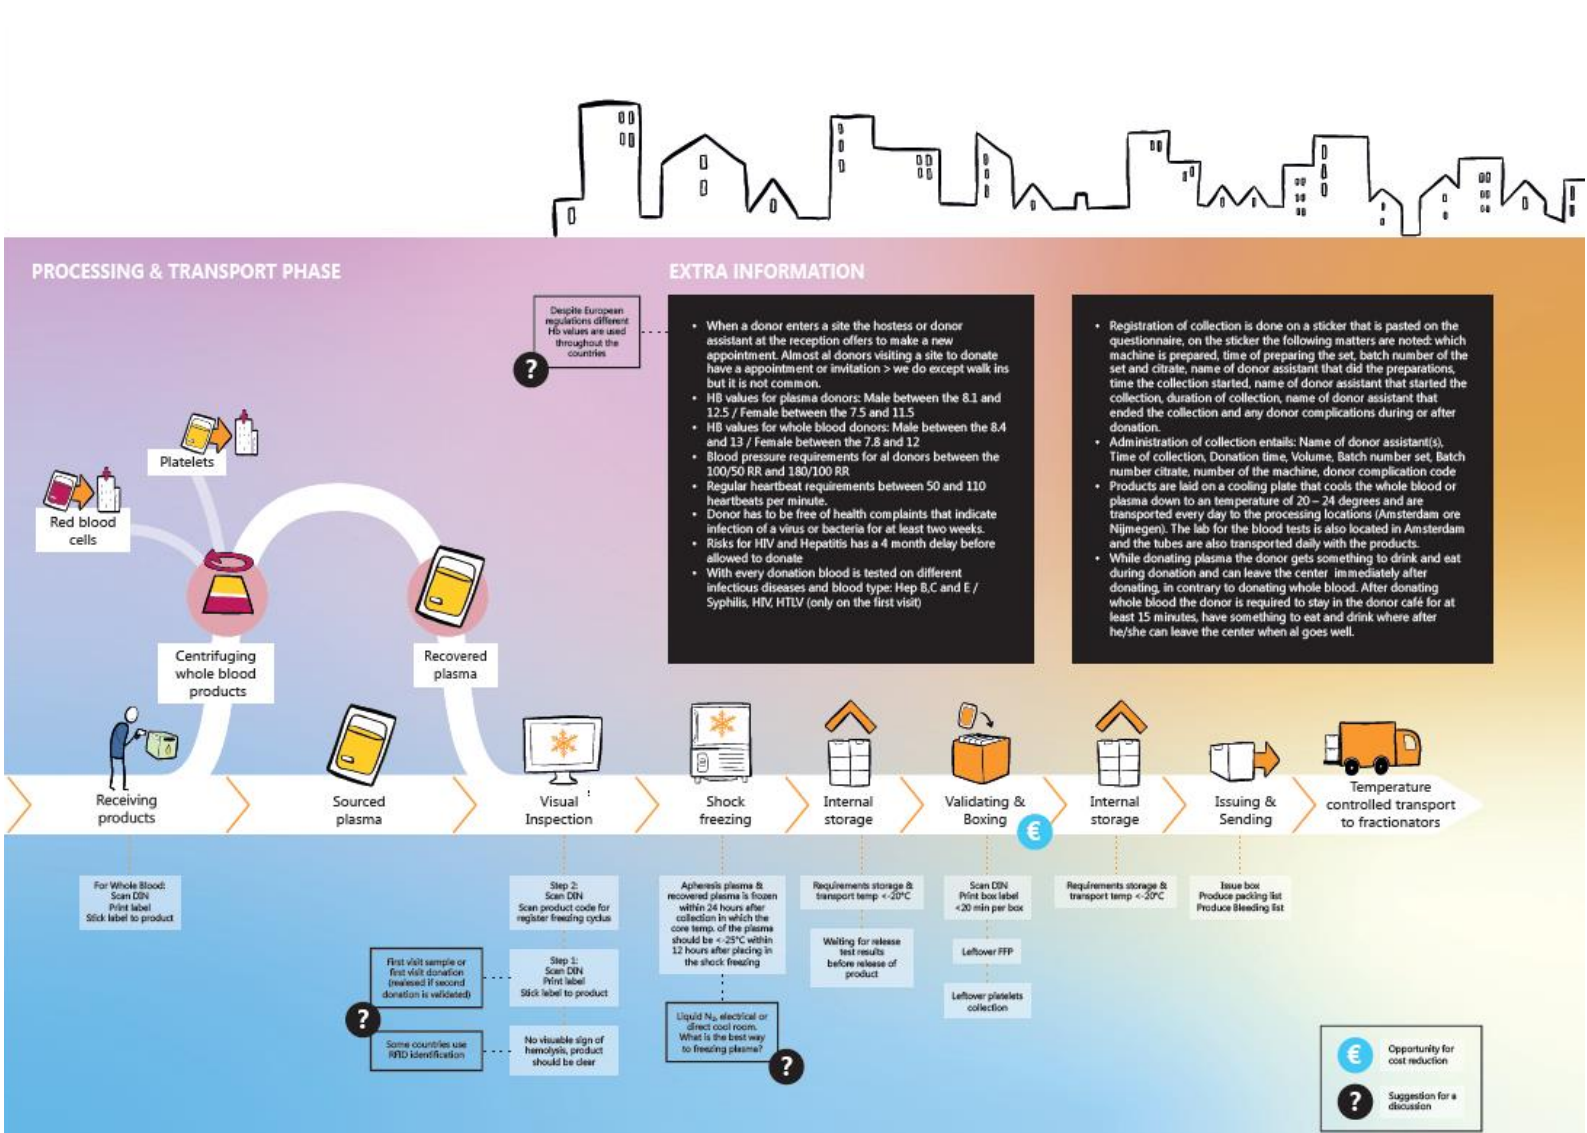 PROCESSING & TRANSPORT PHASE
EXTRA INFORMATION
Despite European
regulations different
Hb values are used
throughout the
countries
?
• When a donor enters a site the hostess or donor
assistant at the reception offers to make a new
appointment. Almost al donors visiting a site to donate
have a appointment or invitation > we do except walk ins
but it is not common.
• HB values for plasma donors: Male between the 8.1 and
12.5 / Female between the 7.5 and 11.5
• HB values for whole blood donors: Male between the 8.4
and 13 / Female between the 7.8 and 12
• Blood pressure requirements for al donors between the
100/50 RR and 180/100 RR
• Regular heartbeat requirements between 50 and 110
heartbeats per minute.
• Donor has to be free of health complaints that indicate
infection of a virus or bacteria for at least two weeks.
• Risks for HIV and Hepatitis has a 4 month delay before
allowed to donate
• With every donation blood is tested on different
infectious diseases and blood type: Hep B,C and E /
Syphilis, HIV, HTLV (only on the first visit)
• Registration of collection is done on a sticker that is pasted on the
questionnaire, on the sticker the following matters are noted: which
machine is prepared, time of preparing the set, batch number of the
set and citrate, name of donor assistant that did the preparations,
time the collection started, name of donor assistant that started the
collection, duration of collection, name of donor assistant that
ended the collection and any donor complications during or after
donation.
• Administration of collection entails: Name of donor assistant(s),
Time of collection, Donation time, Volume, Batch number set, Batch
number citrate, number of the machine, donor complication code
• Products are laid on a cooling plate that cools the whole blood or
plasma down to an temperature of 20 – 24 degrees and are
transported every day to the processing locations (Amsterdam ore
Nijmegen). The lab for the blood tests is also located in Amsterdam
and the tubes are also transported daily with the products.
• While donating plasma the donor gets something to drink and eat
during donation and can leave the center immediately after
donating, in contrary to donating whole blood. After donating
whole blood the donor is required to stay in the donor café for at
least 15 minutes, have something to eat and drink where after
he/she can leave the center when al goes well.
Platelets
Red blood
cells
Centrifuging
whole blood
products
Recovered
plasma
Receiving
products
Sourced
plasma
Visual
Inspection
Shock
freezing
Internal
storage
Validating &
Boxing
€
Internal
storage
Issuing &
Sending
Temperature
controlled transport
to fractionators
For Whole Blood:
Scan DIN
Print label
Stick label to product
Step 2:
Scan DIN
Scan product code for
register freezing cyclus
Step 1:
Scan DIN
Print label
Stick label to product
No visuable sign of
hemolysis, product
should be clear
First visit sample or
first visit donation
(realesed if second
donation is validated)
?
Some countries use
RFID identification
Apheresis plasma &
recovered plasma is frozen
within 24 hours after
collection in which the
core temp. of the plasma
should be <-25°C within
12 hours after placing in
the shock freezing
Liquid N₂, electrical or
direct cool room.
What is the best way
to freezing plasma?
?
Requirements storage &
transport temp <-20°C
Waiting for release
test results
before release of
product
Scan DIN
Print box label
<20 min per box
Leftover FFP
Leftover platelets
collection
Requirements storage &
transport temp <-20°C
Issue box
Produce packing list
Produce Bleeding list
€ Opportunity for
cost reduction
? Suggestion for a
discussion